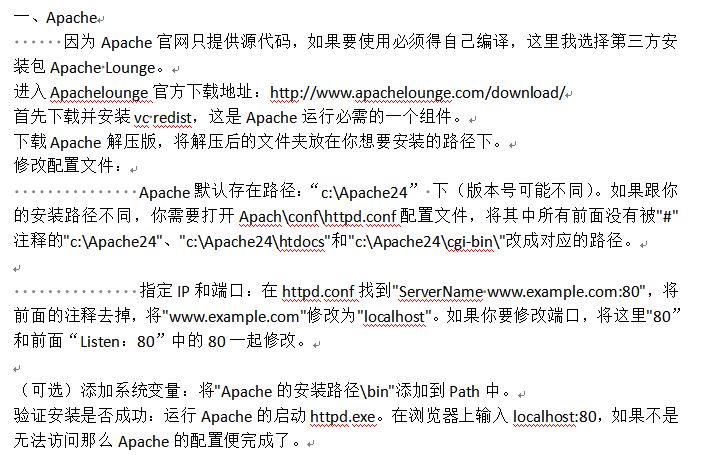 一、Apache
因为 Apache 官网只提供源代码，如果要使用必须得自己编译，这里我选择第三方安
装包 Apache Lounge。
进入 Apachelounge 官方下载地址：http://www.apachelounge.com/download/
首先下载并安装 vc redist，这是 Apache 运行必需的一个组件。
下载 Apache 解压版，将解压后的文件夹放在你想要安装的路径下。
修改配置文件：
Apache 默认存在路径：“c:\Apache24” 下（版本号可能不同）。如果跟你
的安装路径不同，你需要打开 Apach\conf\httpd.conf 配置文件，将其中所有前面没有被"#"
注释的"c:\Apache24"、"c:\Apache24\htdocs"和"c:\Apache24\cgi-bin\"改成对应的路径。
指定 IP 和端口：在 httpd.conf 找到"ServerName www.example.com:80"，将
前面的注释去掉，将"www.example.com"修改为"localhost"。如果你要修改端口，将这里"80”
和前面“Listen：80”中的 80 一起修改。
（可选）添加系统变量：将"Apache 的安装路径\bin"添加到 Path 中。
验证安装是否成功：运行 Apache 的启动 httpd.exe。在浏览器上输入 localhost:80，如果不是
无法访问那么 Apache 的配置便完成了。